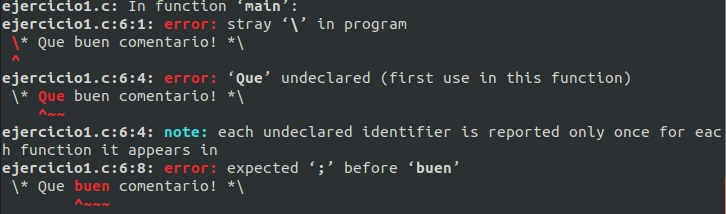 ejercicio1.c: In function ‘main’:
ejercicio1.c:6:1: error: stray ‘\’ in program
\* Que buen comentario! *\
^
ejercicio1.c:6:4: error: ‘Que’ undeclared (first use in this function)
\* Que buen comentario! *\
^~~
ejercicio1.c:6:4: note: each undeclared identifier is reported only once for eac
h function it appears in
ejercicio1.c:6:8: error: expected ‘;’ before ‘buen’
\* Que buen comentario! *\
^~~~